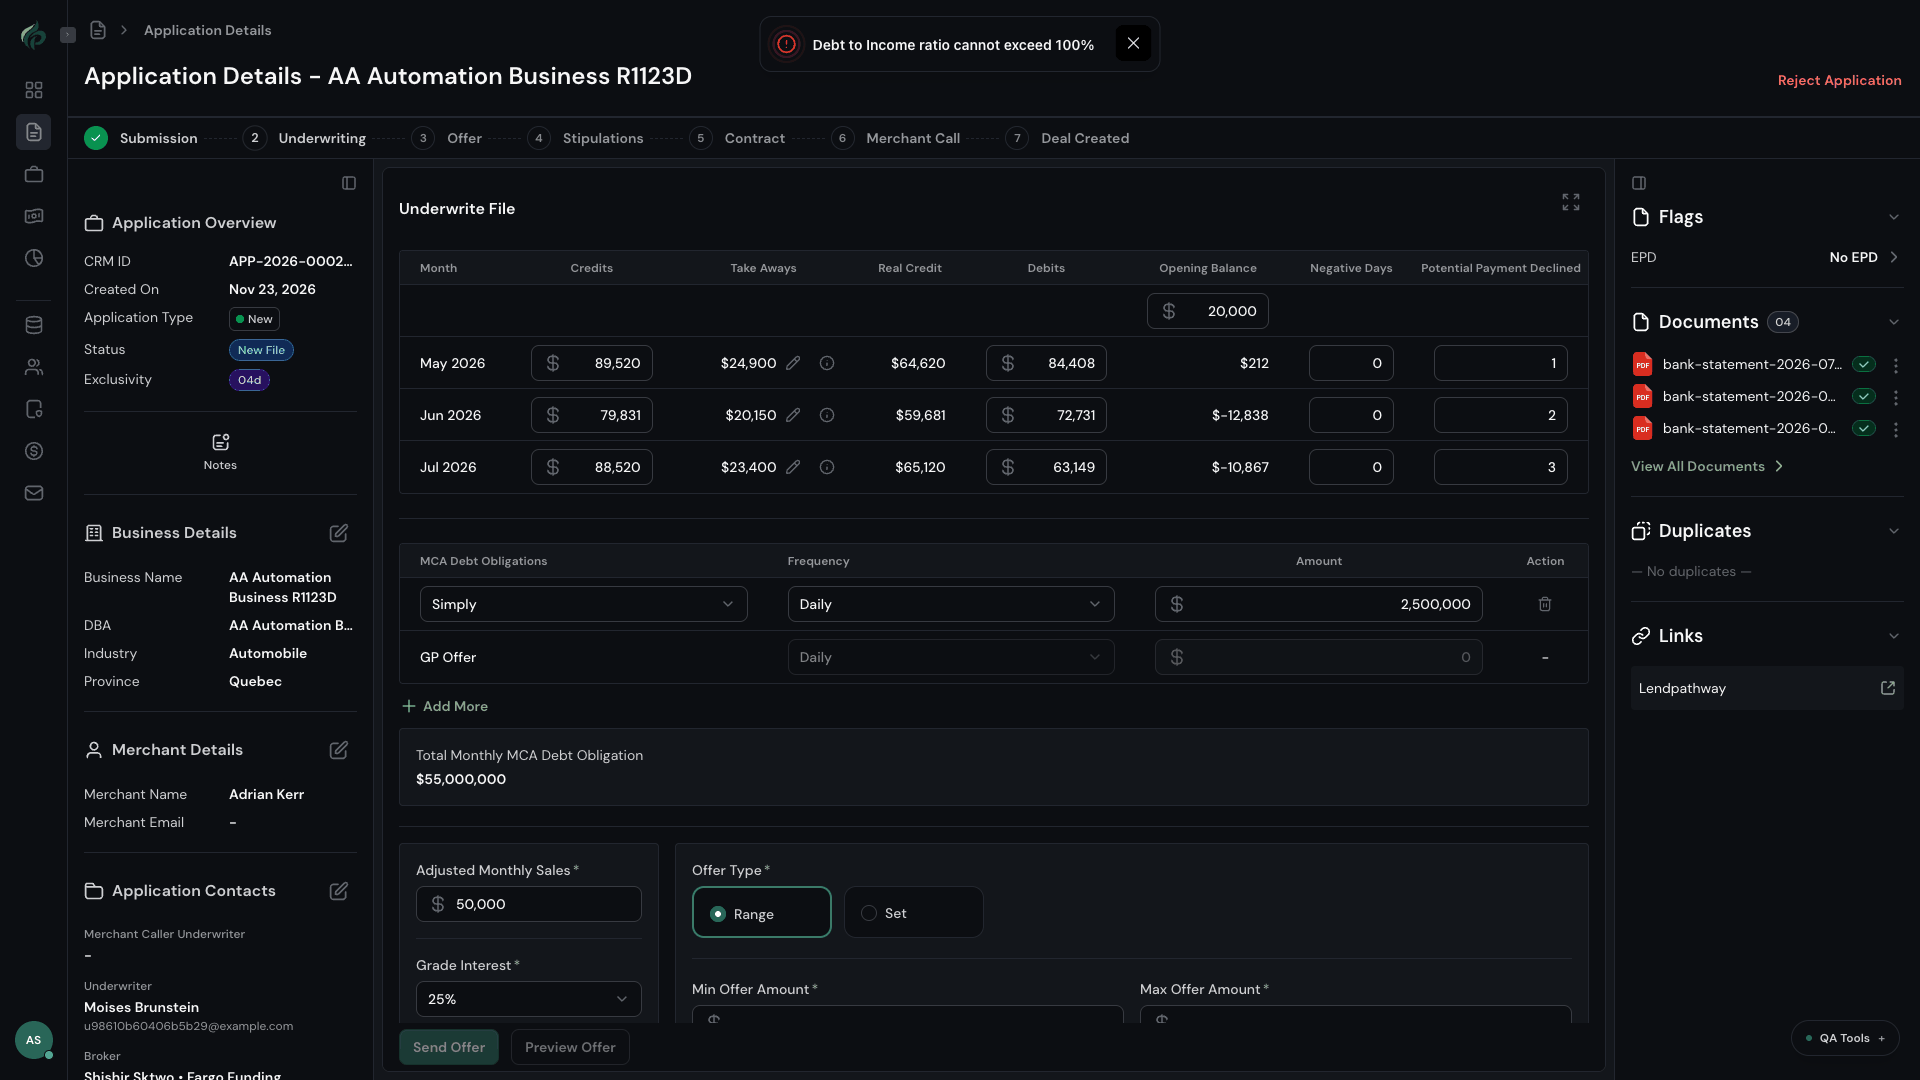 Application Details
Debt to Income ratio cannot exceed 100%
Application Details - AA Automation Business R1123D
Reject Application
Submission
2 Underwriting
3 Offer
4 Stipulations
5 Contract
6 Merchant Call
7 Deal Created
Application Overview
CRM ID APP-2026-0002...
Created On Nov 23, 2026
Application Type New
Status New File
Exclusivity 04d
Notes
Business Details
Business Name AA Automation
Business R1123D
DBA AA Automation B...
Industry Automobile
Province Quebec
Merchant Details
Merchant Name Adrian Kerr
Merchant Email -
Application Contacts
Merchant Caller Underwriter
-
Underwriter
Moises Brunstein
u98610b60406b5b29@example.com
Broker
Shishir Sktwo • Fargo Funding
AS
Underwrite File
Month Credits Take Aways Real Credit Debits Opening Balance Negative Days Potential Payment Declined
$ 20,000
May 2026 $ 89,520 $24,900 $64,620 $ 84,408 $212 0 1
Jun 2026 $ 79,831 $20,150 $59,681 $ 72,731 $-12,838 0 2
Jul 2026 $ 88,520 $23,400 $65,120 $ 63,149 $-10,867 0 3
MCA Debt Obligations Frequency Amount Action
Simply Daily $ 2,500,000
GP Offer Daily $ 0 -
+ Add More
Total Monthly MCA Debt Obligation
$55,000,000
Adjusted Monthly Sales *
$ 50,000
Grade Interest *
25%
Offer Type *
Range
Set
Min Offer Amount *
$
Max Offer Amount *
$
Send Offer
Preview Offer
Flags
EPD No EPD
Documents 04
PDF bank-statement-2026-07...
PDF bank-statement-2026-0...
PDF bank-statement-2026-0...
View All Documents
Duplicates
— No duplicates —
Links
Lendpathway
QA Tools +